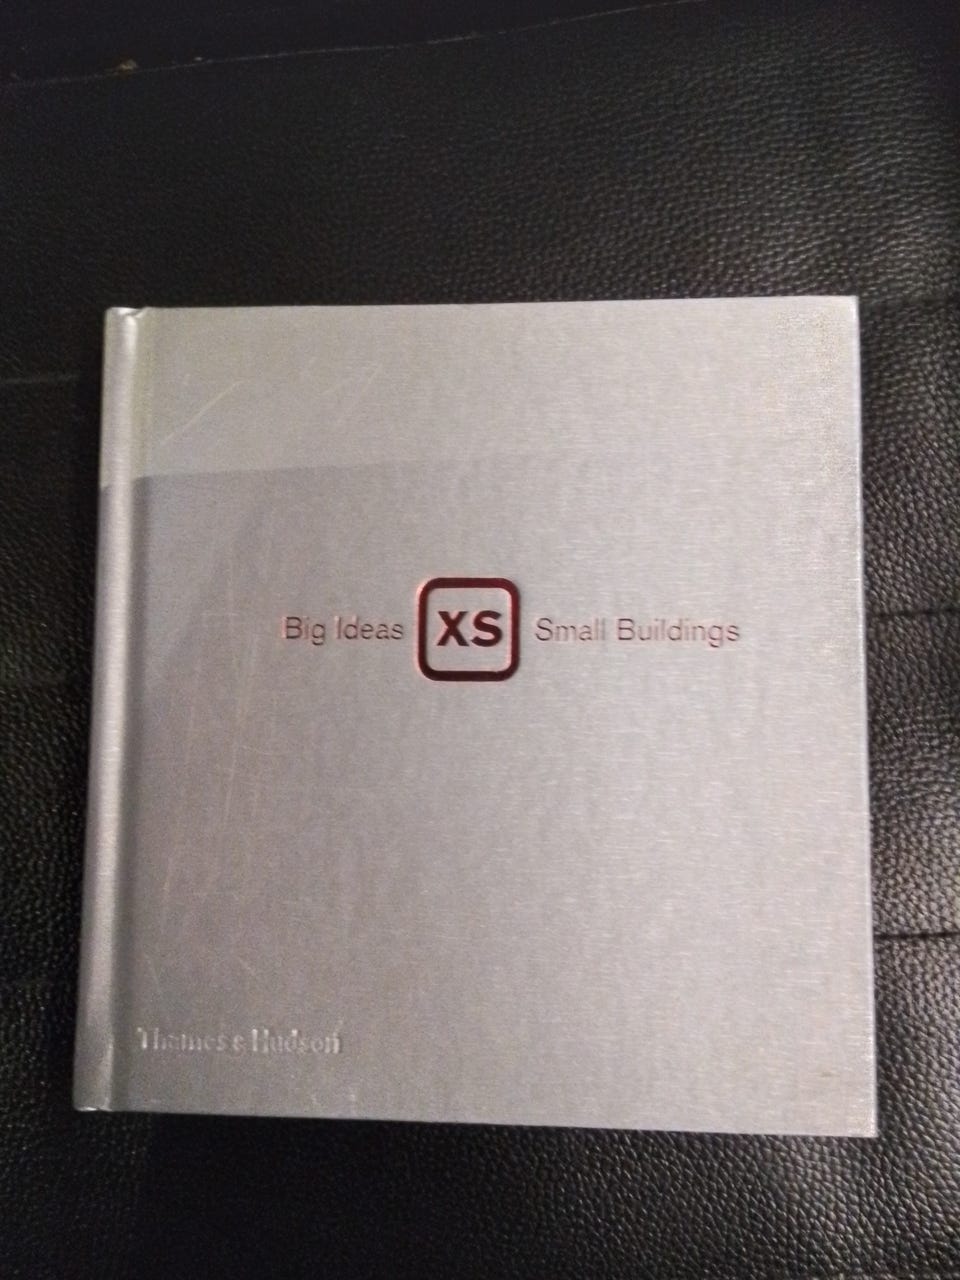 Big Ideas XS Small Buildings
Thames & Hudson